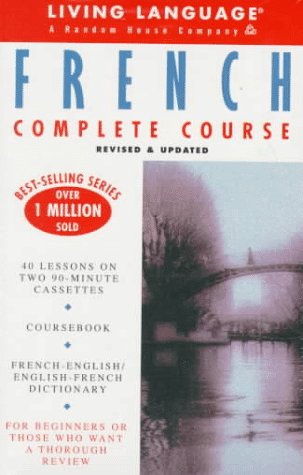 LIVING LANGUAGE®
A Random House Company
FRENCH
COMPLETE COURSE
REVISED & UPDATED
BEST-SELLING SERIES
OVER
1 MILLION
SOLD
40 LESSONS ON
TWO 90-MINUTE
CASSETTES
COURSEBOOK
FRENCH-ENGLISH/
ENGLISH-FRENCH
DICTIONARY
FOR BEGINNERS OR
THOSE WHO WANT
A THOROUGH
REVIEW